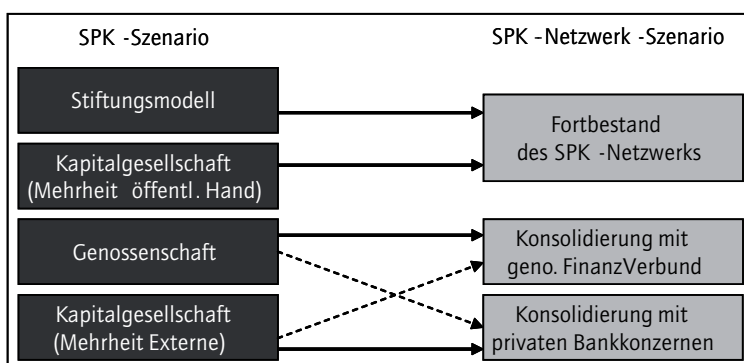 SPK -Szenario
SPK -Netzwerk -Szenario
Stiftungsmodell
Kapitalgesellschaft
(Mehrheit öffentl. Hand)
Fortbestand
des SPK -Netzwerks
Genossenschaft
Konsolidierung mit
geno. FinanzVerbund
Kapitalgesellschaft
(Mehrheit Externe)
Konsolidierung mit
privaten Bankkonzernen